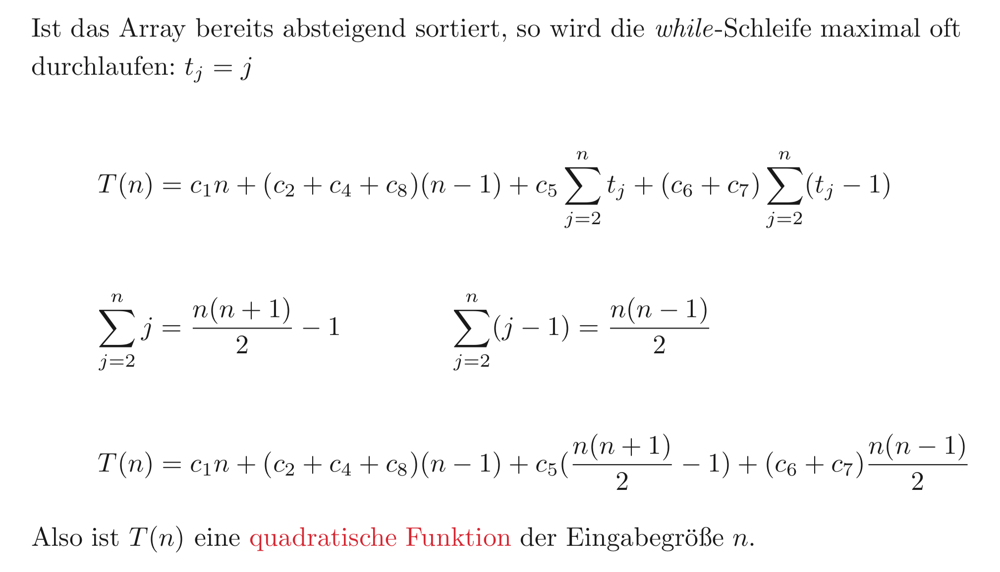 Ist das Array bereits absteigend sortiert, so wird die while-Schleife maximal oft
durchlaufen: $t_j = j$
$T(n) = c_1 n + (c_2 + c_4 + c_8)(n - 1) + c_5 \sum_{j=2}^{n} t_j + (c_6 + c_7) \sum_{j=2}^{n} (t_j - 1)$
$\sum_{j=2}^{n} j = \frac{n(n + 1)}{2} - 1 \qquad \sum_{j=2}^{n} (j - 1) = \frac{n(n - 1)}{2}$
$T(n) = c_1 n + (c_2 + c_4 + c_8)(n - 1) + c_5 (\frac{n(n + 1)}{2} - 1) + (c_6 + c_7) \frac{n(n - 1)}{2}$
Also ist $T(n)$ eine quadratische Funktion der Eingabegröße $n$.